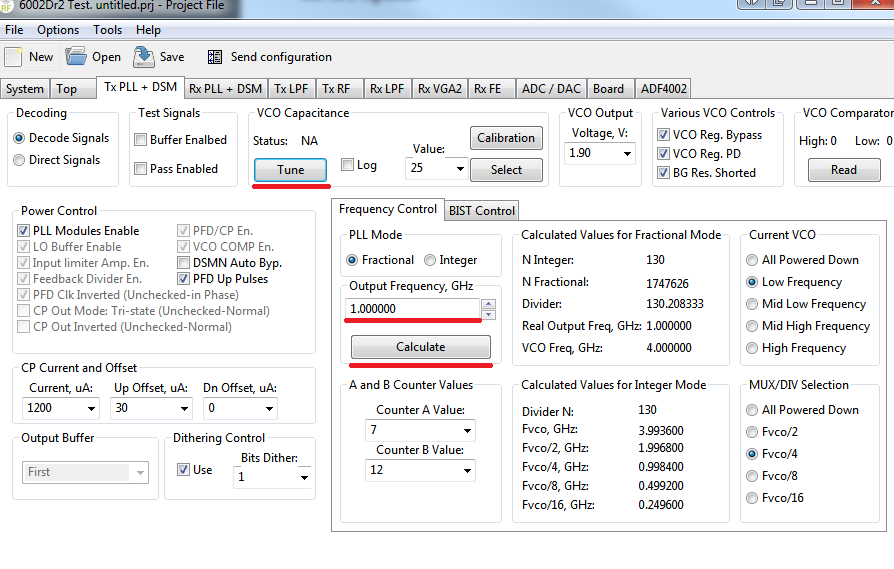 6002Dr2 Test. untitled.prj - Project File
File Options Tools Help
New Open Save Send configuration
System Top Tx PLL + DSM Rx PLL + DSM Tx LPF Tx RF Rx LPF Rx VGA2 Rx FE ADC / DAC Board ADF4002
Decoding
Decode Signals
Direct Signals
Test Signals
Buffer Enalbed
Pass Enabled
VCO Capacitance
Status: NA
Tune
Log
Value:
25
Calibration
Select
VCO Output
Voltage, V:
1.90
Various VCO Controls
VCO Reg. Bypass
VCO Reg. PD
BG Res. Shorted
VCO Comparator
High: 0 Low: 0
Read
Power Control
PLL Modules Enable
LO Buffer Enable
Input limiter Amp. En.
Feedback Divider En.
PFD Clk Inverted (Unchecked-in Phase)
CP Out Mode: Tri-state (Unchecked-Normal)
CP Out Inverted (Unchecked-Normal)
PFD/CP En.
VCO COMP En.
DSMN Auto Byp.
PFD Up Pulses
CP Current and Offset
Current, uA: Up Offset, uA: Dn Offset, uA:
1200 30 0
Output Buffer
First
Dithering Control
Use
Bits Dither:
1
Frequency Control BIST Control
PLL Mode
Fractional Integer
Output Frequency, GHz
1.000000
Calculate
A and B Counter Values
Counter A Value:
7
Counter B Value:
12
Calculated Values for Fractional Mode
N Integer: 130
N Fractional: 1747626
Divider: 130.208333
Real Output Freq, GHz: 1.000000
VCO Freq, GHz: 4.000000
Calculated Values for Integer Mode
Divider N: 130
Fvco, GHz: 3.993600
Fvco/2, GHz: 1.996800
Fvco/4, GHz: 0.998400
Fvco/8, GHz: 0.499200
Fvco/16, GHz: 0.249600
Current VCO
All Powered Down
Low Frequency
Mid Low Frequency
Mid High Frequency
High Frequency
MUX/DIV Selection
All Powered Down
Fvco/2
Fvco/4
Fvco/8
Fvco/16